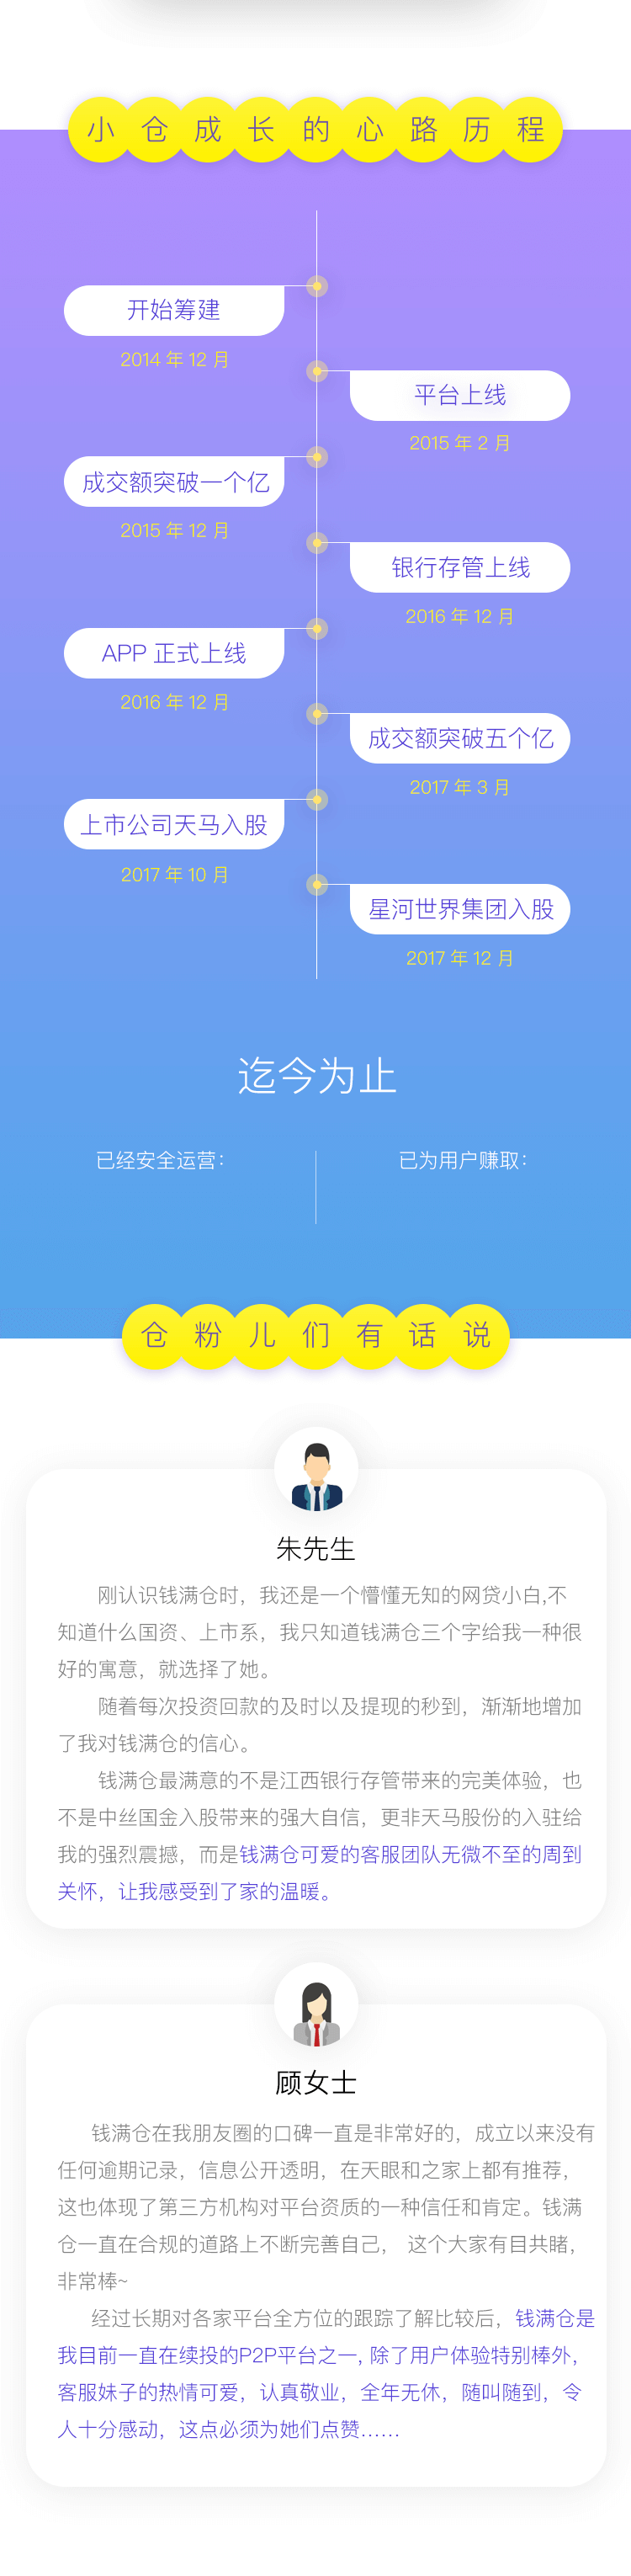 小仓成长的心路历程
开始筹建
2014 年 12 月
平台上线
2015 年 2 月
成交额突破一个亿
2015 年 12 月
银行存管上线
2016 年 12 月
APP 正式上线
2016 年 12 月
成交额突破五个亿
2017 年 3 月
上市公司天马入股
2017 年 10 月
星河世界集团入股
2017 年 12 月
迄今为止
已经安全运营：
已为用户赚取：
仓粉儿们有话说
朱先生
刚认识钱满仓时，我还是一个懵懂无知的网贷小白,不
知道什么国资、上市系，我只知道钱满仓三个字给我一种很
好的寓意，就选择了她。
随着每次投资回款的及时以及提现的秒到，渐渐地增加
了我对钱满仓的信心。
钱满仓最满意的不是江西银行存管带来的完美体验，也
不是中丝国金入股带来的强大自信，更非天马股份的入驻给
我的强烈震撼，而是钱满仓可爱的客服团队无微不至的周到
关怀，让我感受到了家的温暖。
顾女士
钱满仓在我朋友圈的口碑一直是非常好的，成立以来没有
任何逾期记录，信息公开透明，在天眼和之家上都有推荐，
这也体现了第三方机构对平台资质的一种信任和肯定。钱满
仓一直在合规的道路上不断完善自己， 这个大家有目共睹，
非常棒~
经过长期对各家平台全方位的跟踪了解比较后，钱满仓是
我目前一直在续投的P2P平台之一, 除了用户体验特别棒外，
客服妹子的热情可爱，认真敬业，全年无休，随叫随到，令
人十分感动，这点必须为她们点赞……